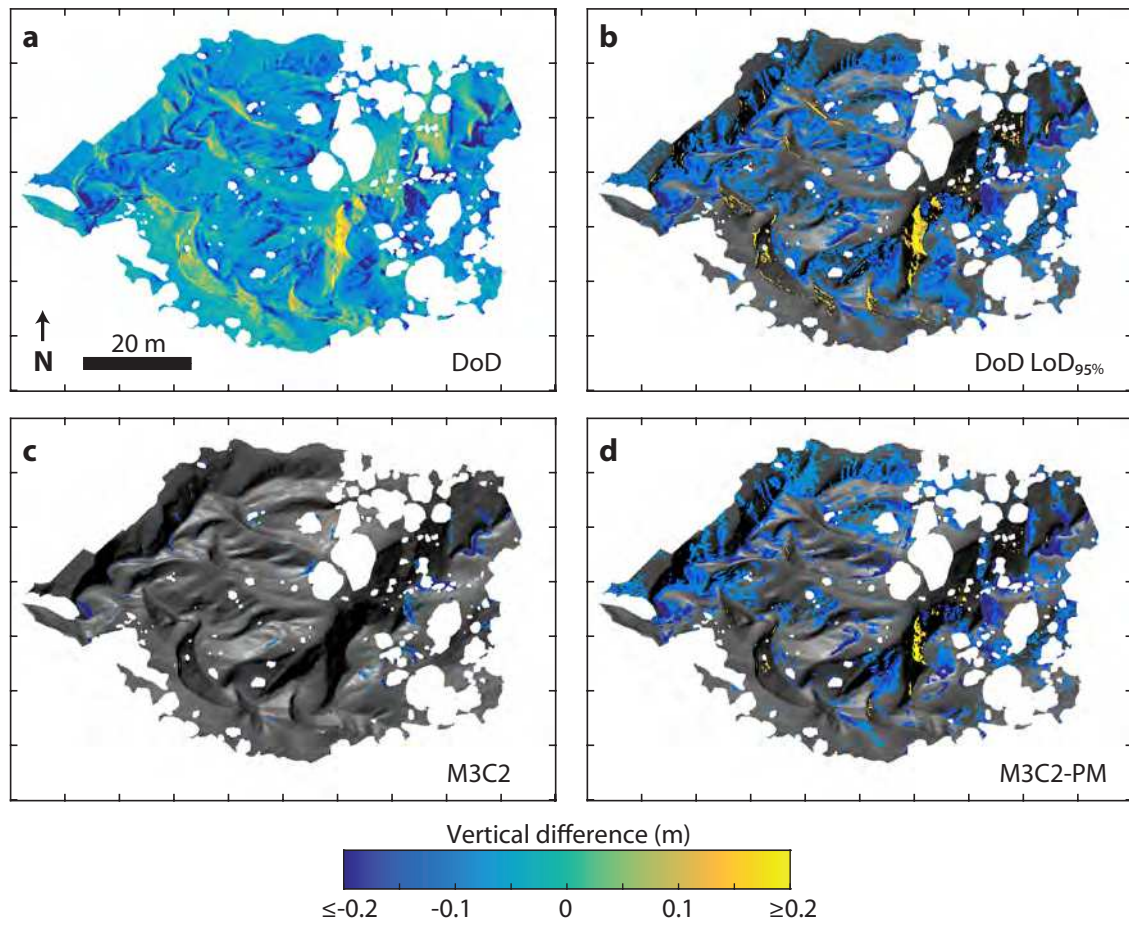 a
b
N
20 m
DoD
DoD LoD95%
c
d
M3C2
M3C2-PM
Vertical difference (m)
≤-0.2 -0.1 0 0.1 ≥0.2